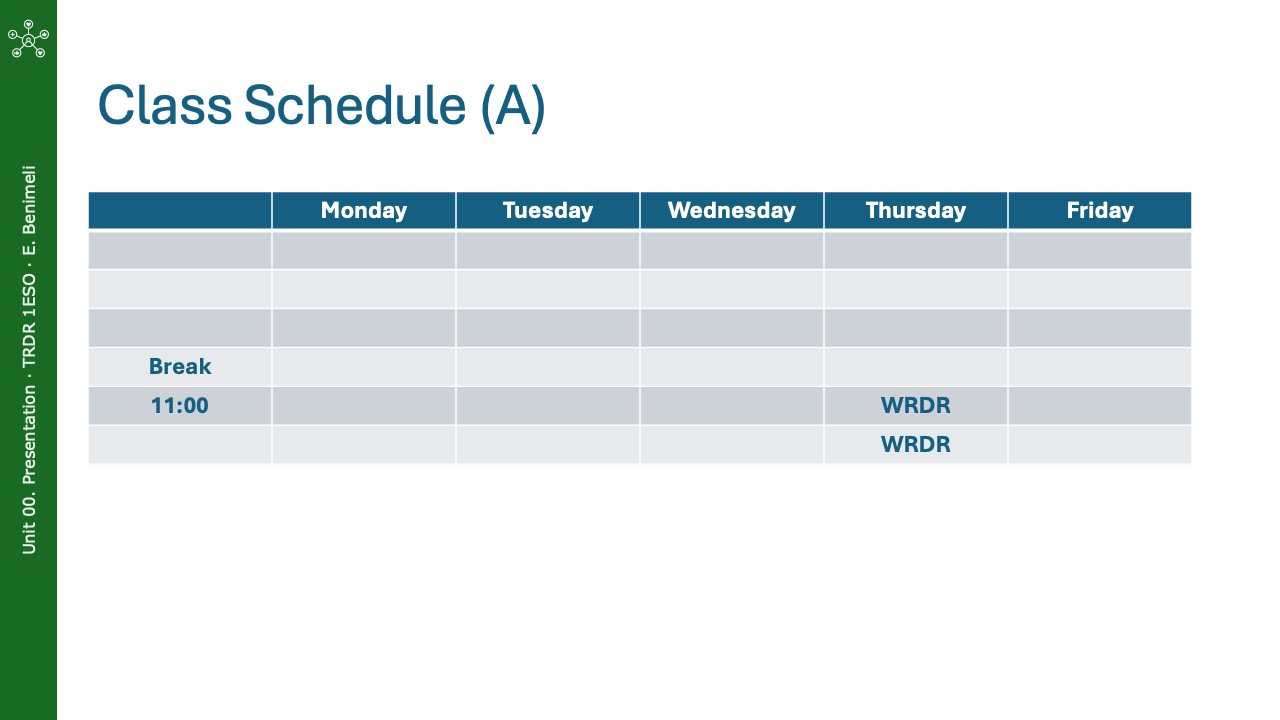 Unit 00. Presentation · TRDR 1ESO · E. Benimeli
Class Schedule (A)
Monday Tuesday Wednesday Thursday Friday
Break
11:00 WRDR
WRDR